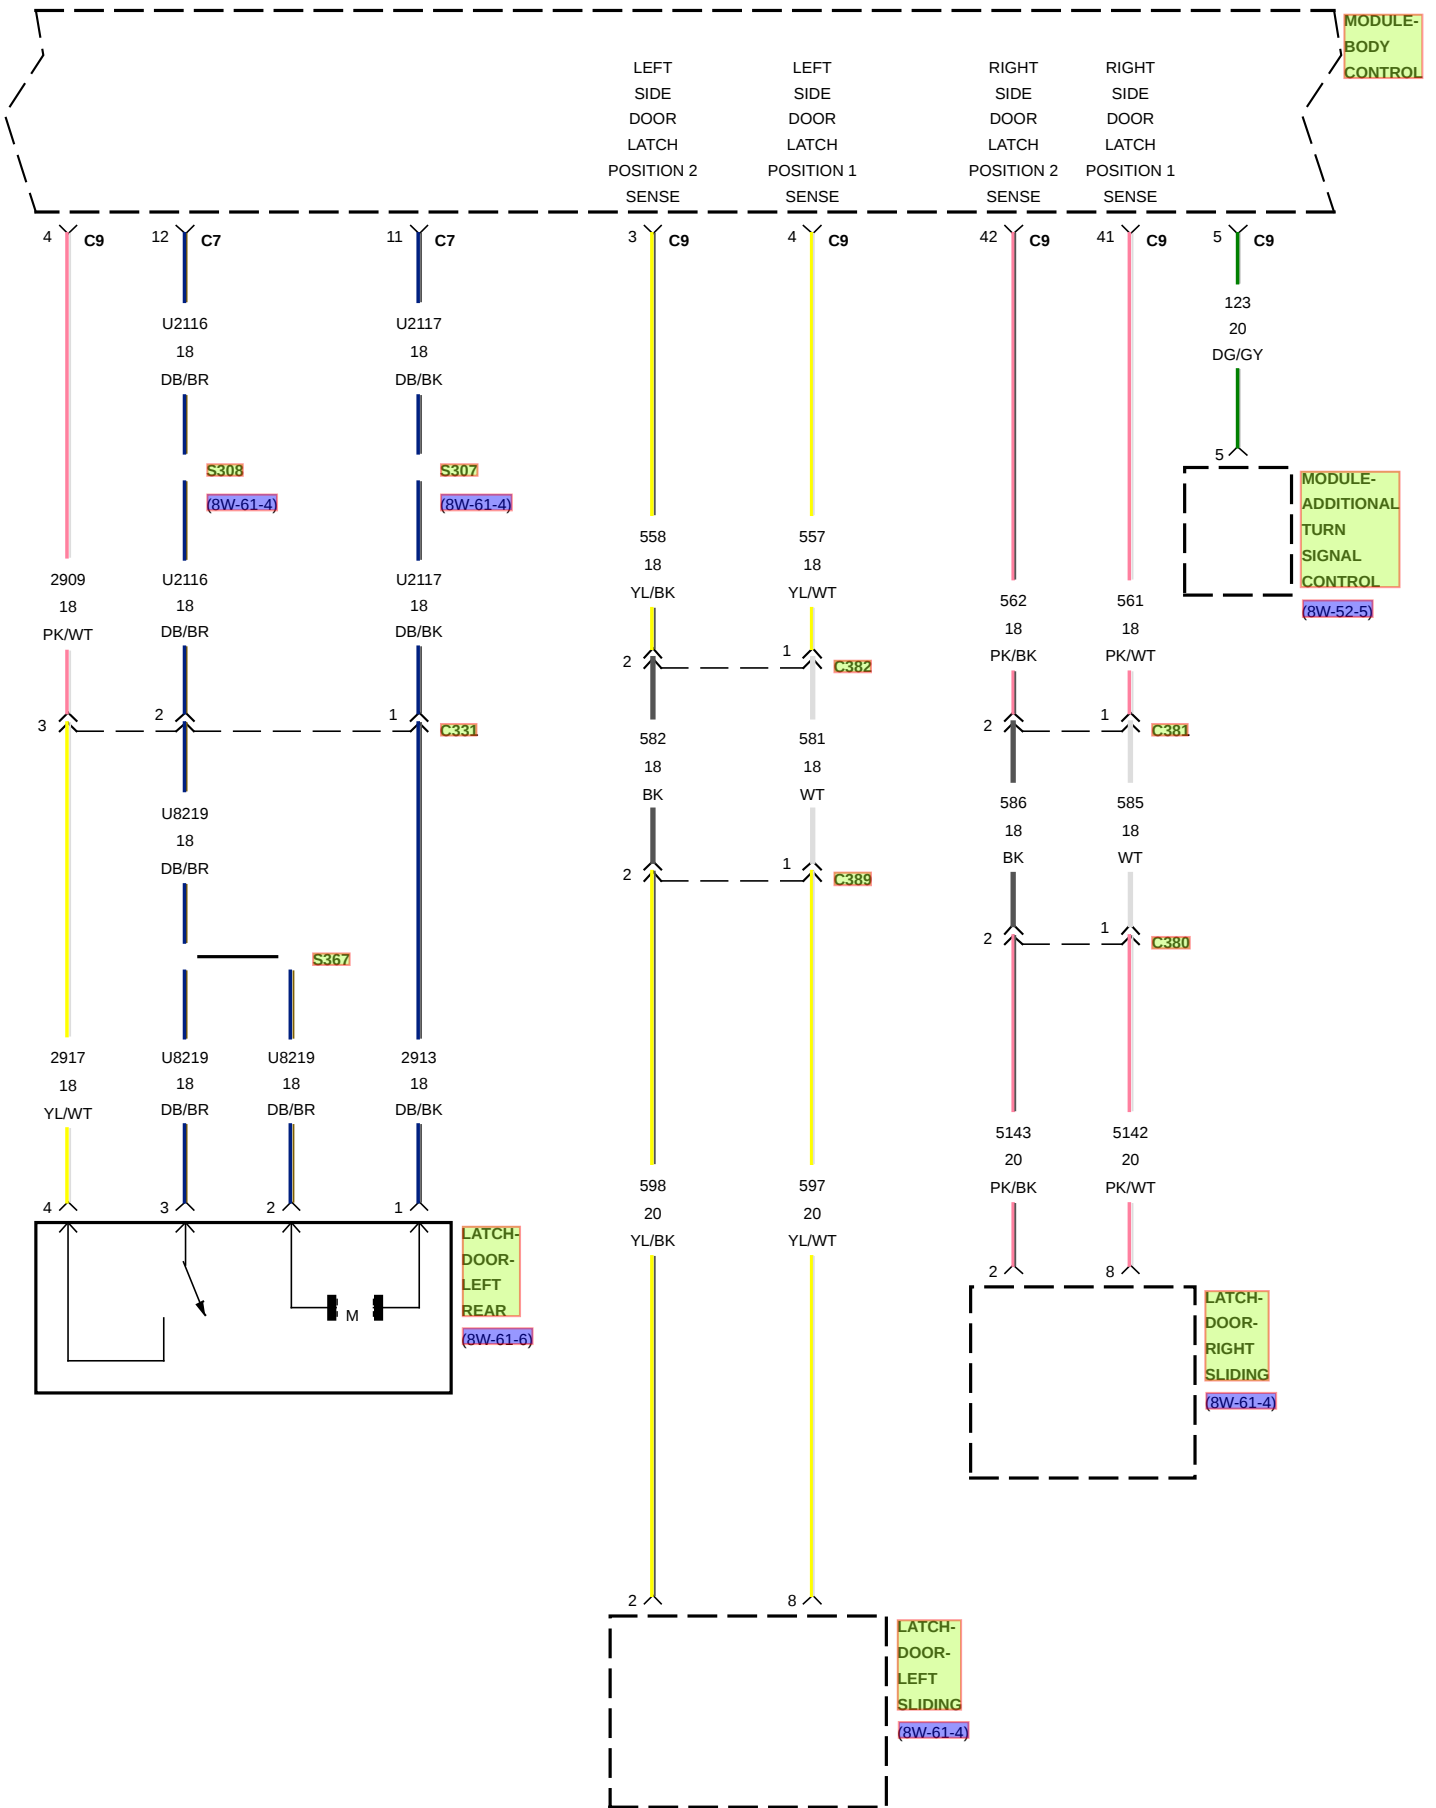 MODULE-
BODY
CONTROL
LEFT
SIDE
DOOR
LATCH
POSITION 2
SENSE
LEFT
SIDE
DOOR
LATCH
POSITION 1
SENSE
RIGHT
SIDE
DOOR
LATCH
POSITION 2
SENSE
RIGHT
SIDE
DOOR
LATCH
POSITION 1
SENSE
4 C9
12 C7
11 C7
3 C9
4 C9
42 C9
41 C9
5 C9
123
20
DG/GY
U2116
18
DB/BR
U2117
18
DB/BK
5
S308
(8W-61-4)
S307
(8W-61-4)
MODULE-
ADDITIONAL
TURN
SIGNAL
CONTROL
(8W-52-5)
2909
18
PK/WT
U2116
18
DB/BR
U2117
18
DB/BK
558
18
YL/BK
557
18
YL/WT
562
18
PK/BK
561
18
PK/WT
2
1
C382
3
2
1
C331
2
1
C381
582
18
BK
581
18
WT
586
18
BK
585
18
WT
U8219
18
DB/BR
2
1
C389
2
1
C380
S367
2917
18
YL/WT
U8219
18
DB/BR
U8219
18
DB/BR
2913
18
DB/BK
598
20
YL/BK
597
20
YL/WT
5143
20
PK/BK
5142
20
PK/WT
4
3
2
1
M
LATCH-
DOOR-
LEFT
REAR
(8W-61-6)
2
8
LATCH-
DOOR-
RIGHT
SLIDING
(8W-61-4)
2
8
LATCH-
DOOR-
LEFT
SLIDING
(8W-61-4)